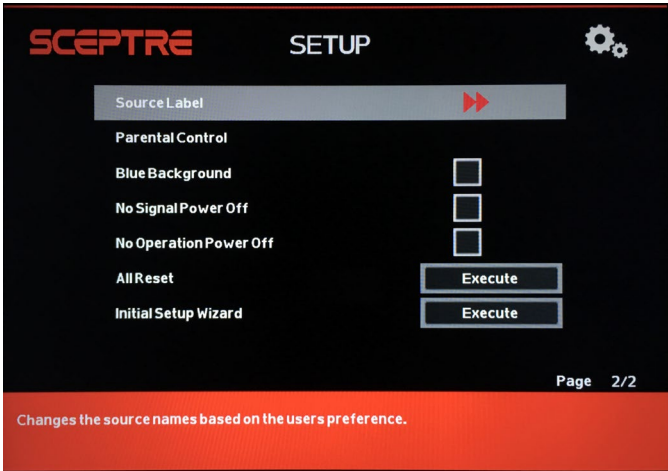 SCEPTRE
SETUP
Source Label
Parental Control
Blue Background
No Signal Power Off
No Operation Power Off
All Reset Execute
Initial Setup Wizard Execute
Page 2/2
Changes the source names based on the users preference.